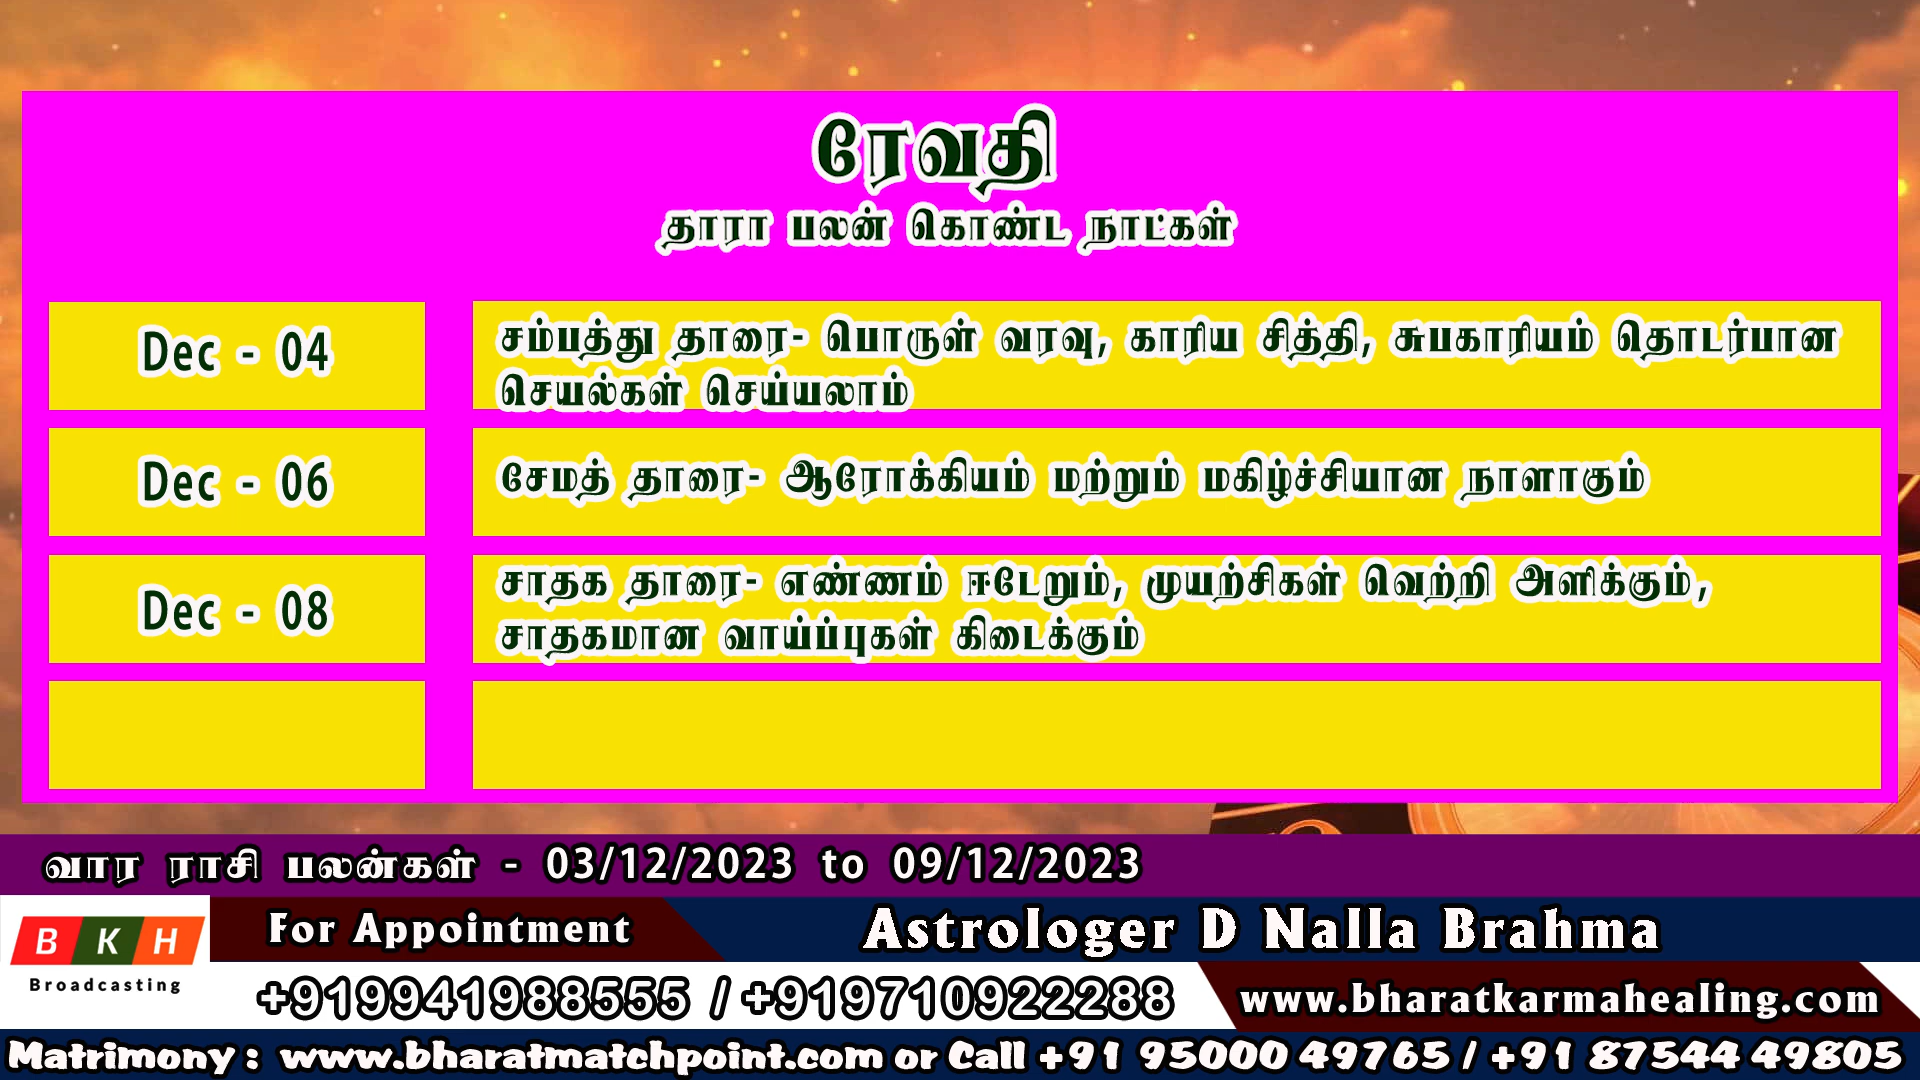 ரேவதி
தாரா பலன் கொண்ட நாட்கள்
Dec - 04
சம்பத்து தாரை- பொருள் வரவு, காரிய சித்தி, சுபகாரியம் தொடர்பான
செயல்கள் செய்யலாம்
Dec - 06
சேமத் தாரை- ஆரோக்கியம் மற்றும் மகிழ்ச்சியான நாளாகும்
Dec - 08
சாதக தாரை- எண்ணம் ஈடேறும், முயற்சிகள் வெற்றி அளிக்கும்,
சாதகமான வாய்ப்புகள் கிடைக்கும்
வார ராசி பலன்கள் - 03/12/2023 to 09/12/2023
BKH
Broadcasting
For Appointment
Astrologer D Nalla Brahma
+919941988555 / +919710922288
www.bharatkarmahealing.com
Matrimony : www.bharatmatchpoint.com or Call +91 95000 49765 / +91 87544 49805